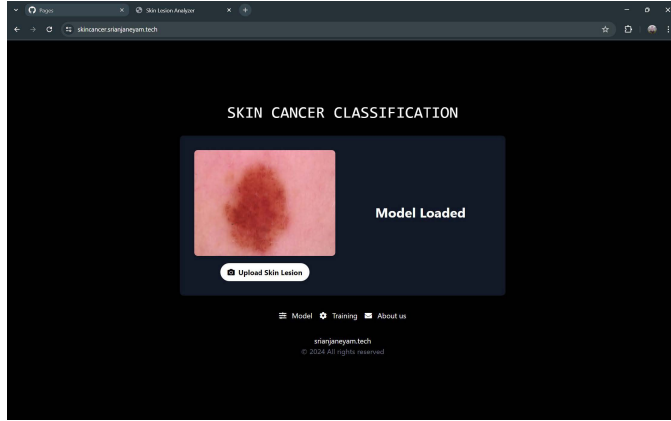 Pages
Skin Lesion Analyzer
skincancer.srianjaneyam.tech
SKIN CANCER CLASSIFICATION
Model Loaded
Upload Skin Lesion
Model Training About us
srianjaneyam.tech
© 2024 All rights reserved